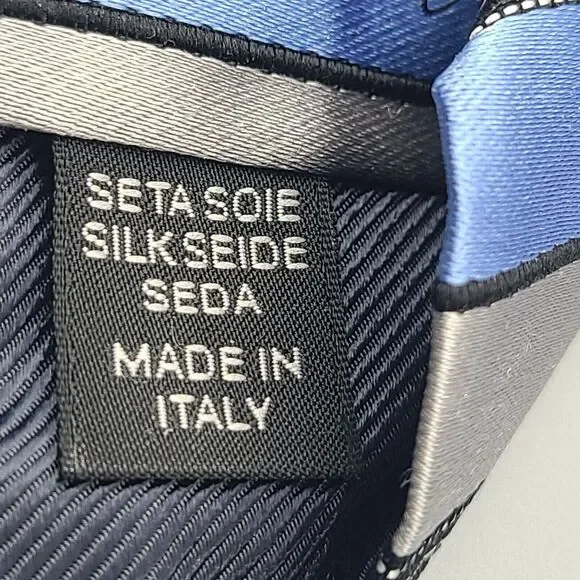 SETA SOIE
SILK SEIDE
SEDA
MADE IN
ITALY